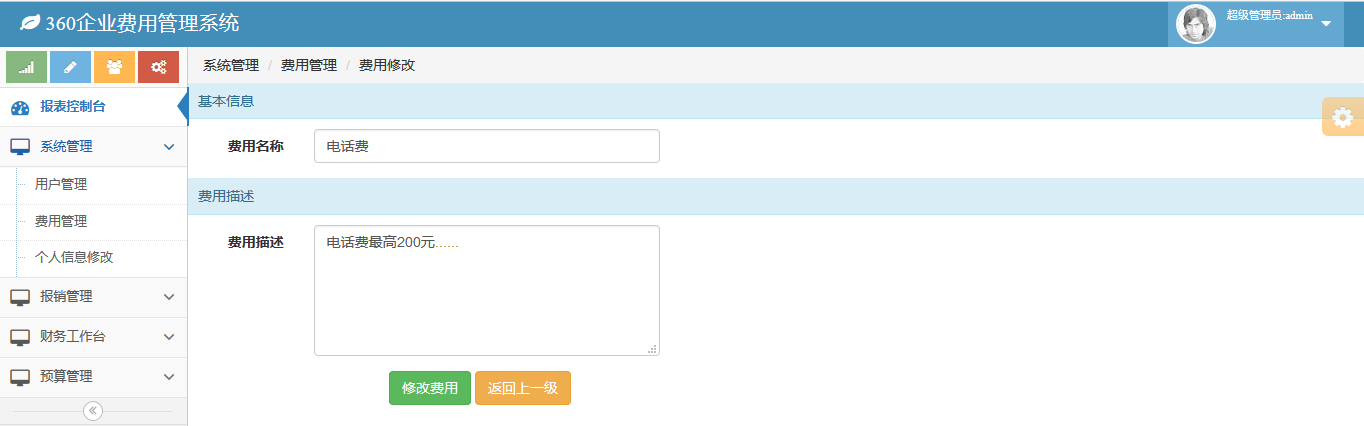 360企业费用管理系统
超级管理员:admin
系统管理 / 费用管理 / 费用修改
报表控制台
系统管理
用户管理
费用管理
个人信息修改
报销管理
财务工作台
预算管理
基本信息
费用名称 电话费
费用描述
费用描述 电话费最高200元......
修改费用 返回上一级